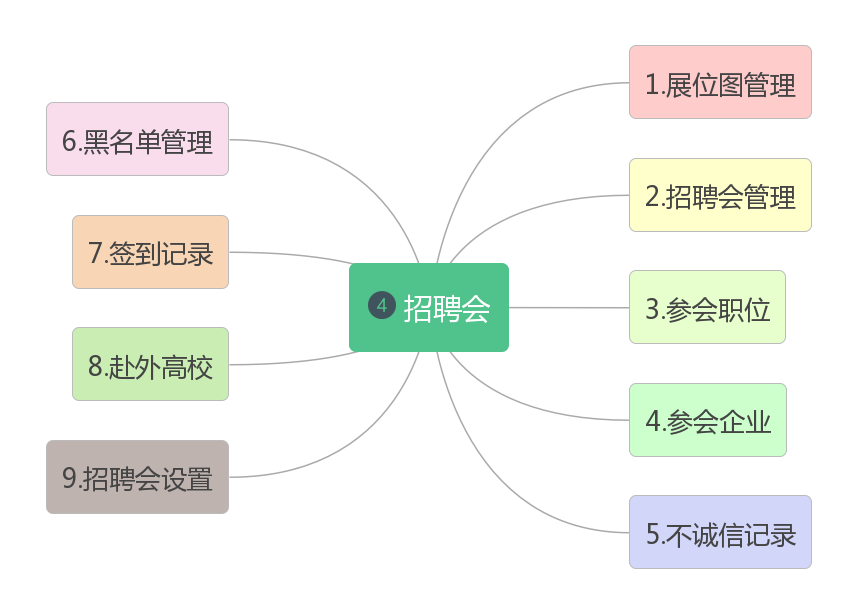 ④ 招聘会
1.展位图管理
2.招聘会管理
3.参会职位
4.参会企业
5.不诚信记录
6.黑名单管理
7.签到记录
8.赴外高校
9.招聘会设置